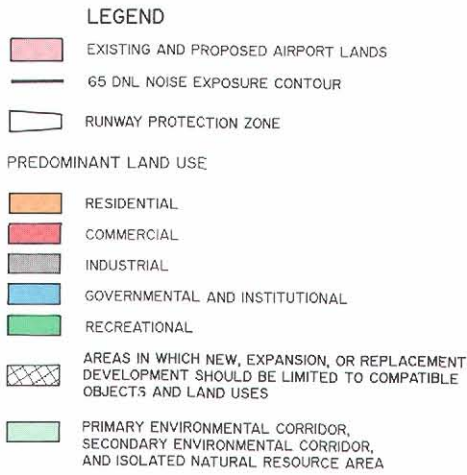 LEGEND
EXISTING AND PROPOSED AIRPORT LANDS
65 DNL NOISE EXPOSURE CONTOUR
RUNWAY PROTECTION ZONE
PREDOMINANT LAND USE
RESIDENTIAL
COMMERCIAL
INDUSTRIAL
GOVERNMENTAL AND INSTITUTIONAL
RECREATIONAL
AREAS IN WHICH NEW, EXPANSION, OR REPLACEMENT
DEVELOPMENT SHOULD BE LIMITED TO COMPATIBLE
OBJECTS AND LAND USES
PRIMARY ENVIRONMENTAL CORRIDOR,
SECONDARY ENVIRONMENTAL CORRIDOR,
AND ISOLATED NATURAL RESOURCE AREA